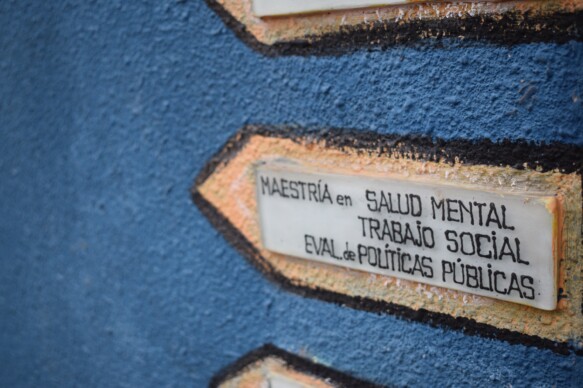 MAESTRÍA en SALUD MENTAL
TRABAJO SOCIAL
EVAL. de POLÍTICAS PÚBLICAS